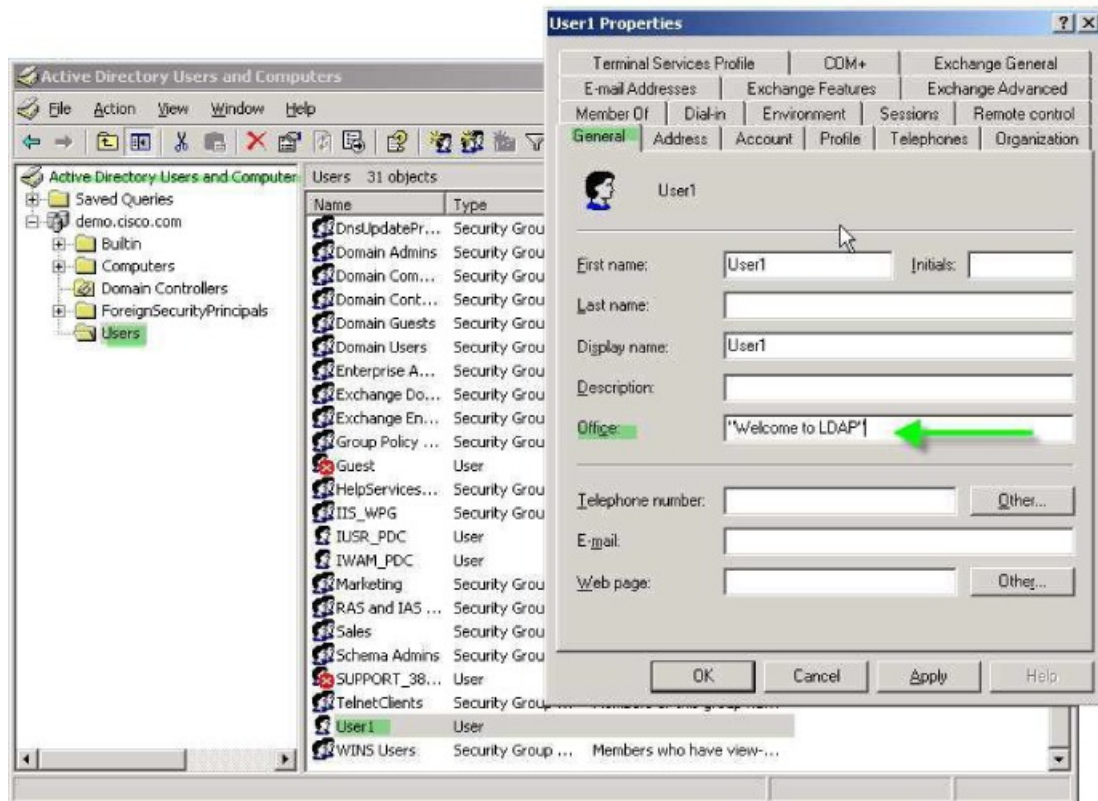 Active Directory Users and Computers
File Action View Window Help
Active Directory Users and Computer
Saved Queries
demo.cisco.com
Builtin
Computers
Domain Controllers
ForeignSecurityPrincipals
Users
Users 31 objects
Name Type
DnsUpdatePr... Security Grou
Domain Admins Security Grou
Domain Com... Security Grou
Domain Cont... Security Grou
Domain Guests Security Grou
Domain Users Security Grou
Enterprise A... Security Grou
Exchange Do... Security Grou
Exchange En... Security Grou
Group Policy ... Security Grou
Guest User
HelpServices... Security Grou
IIS_WPG Security Grou
IUSR_PDC User
IWAM_PDC User
Marketing Security Grou
RAS and IAS ... Security Grou
Sales Security Grou
Schema Admins Security Grou
SUPPORT_38... User
TelnetClients Security Group ...
User1 User
WINS Users Security Group ... Members who have view-...
User1 Properties
Terminal Services Profile COM+ Exchange General
E-mail Addresses Exchange Features Exchange Advanced
Member Of Dial-in Environment Sessions Remote control
General Address Account Profile Telephones Organization
User1
First name: User1 Initials:
Last name:
Display name: User1
Description:
Office: "Welcome to LDAP"
Telephone number: Other...
E-mail:
Web page: Other...
OK Cancel Apply Help